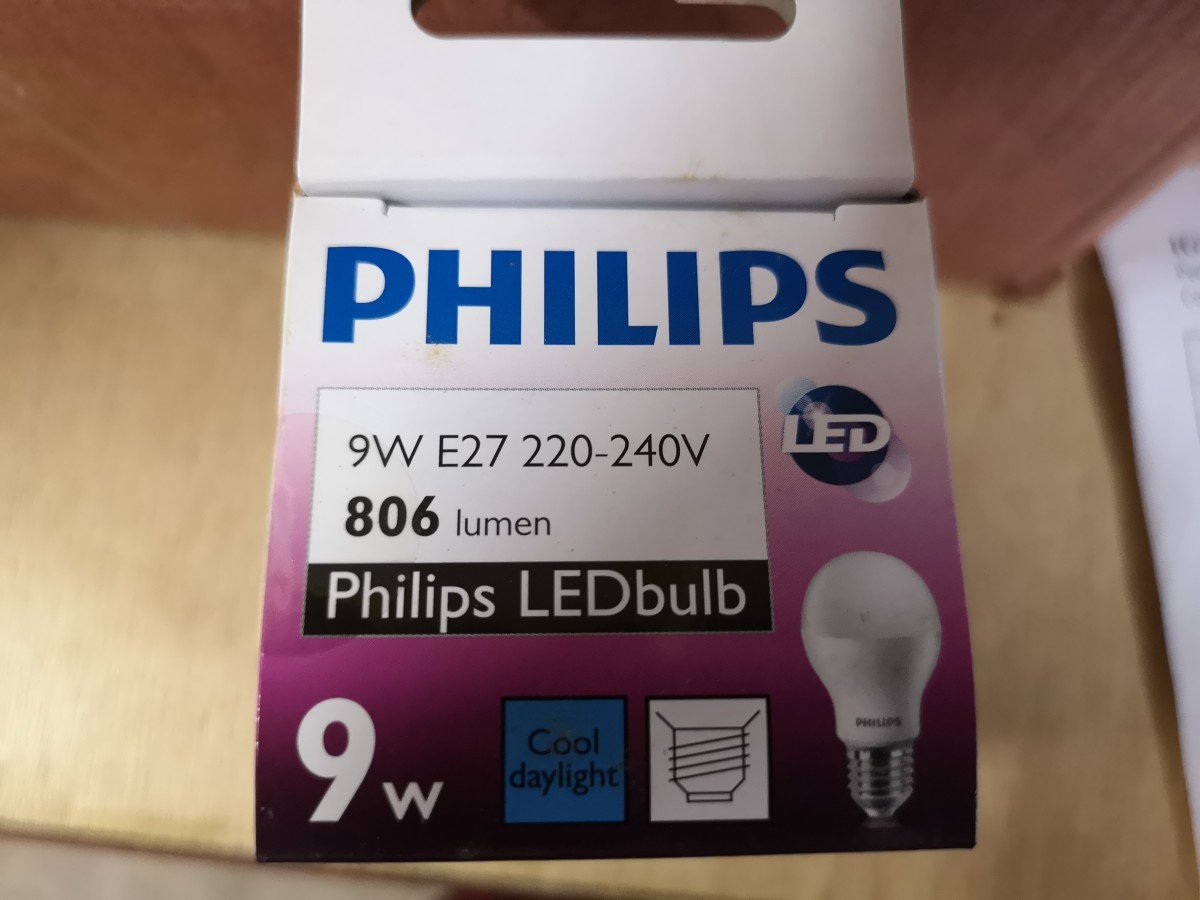 PHILIPS
9W E27 220-240V
806 lumen
Philips LEDbulb
LED
PHILIPS
9W
Cool
daylight